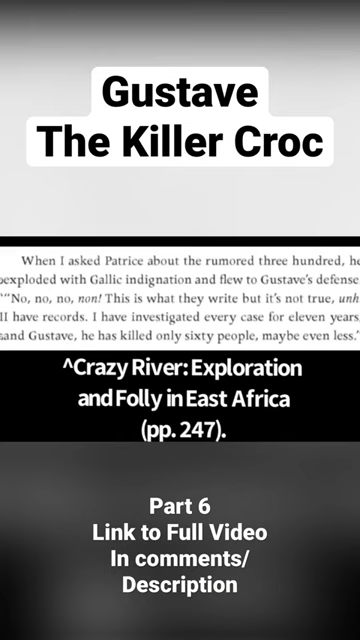 Gustave
The Killer Croc
When I asked Patrice about the rumored three hundred, he
exploded with Gallic indignation and flew to Gustave's defense.
"No, no, no, non! This is what they write but it's not true, unh
I have records. I have investigated every case for eleven years,
and Gustave, he has killed only sixty people, maybe even less."
^Crazy River: Exploration
and Folly in East Africa
(pp. 247).
Part 6
Link to Full Video
In comments/
Description